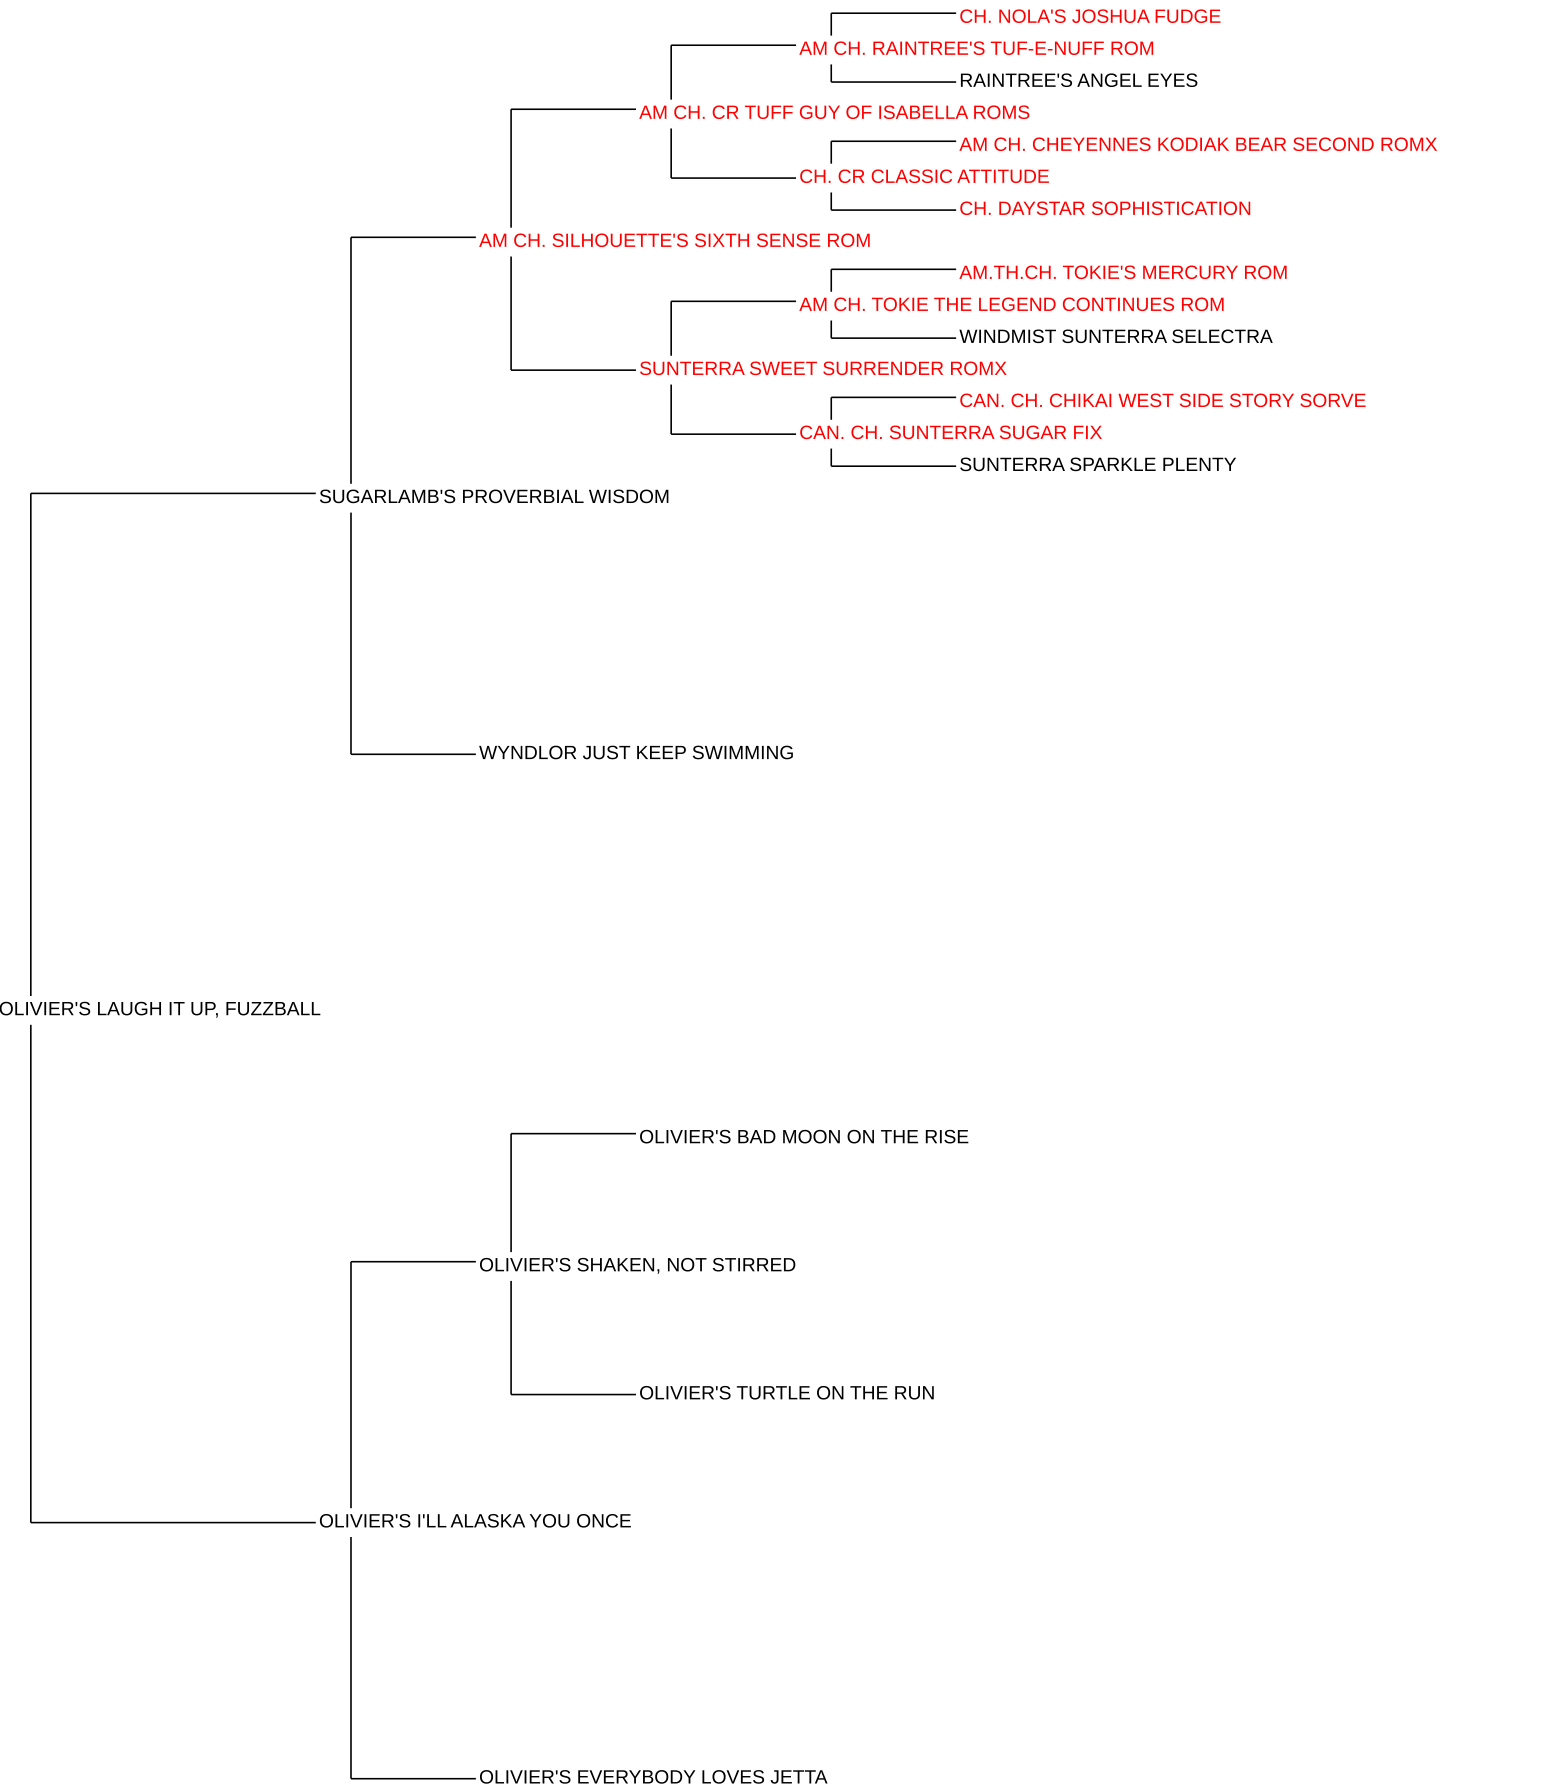 CH. NOLA'S JOSHUA FUDGE
AM CH. RAINTREE'S TUF-E-NUFF ROM
RAINTREE'S ANGEL EYES
AM CH. CR TUFF GUY OF ISABELLA ROMS
AM CH. CHEYENNES KODIAK BEAR SECOND ROMX
CH. CR CLASSIC ATTITUDE
CH. DAYSTAR SOPHISTICATION
AM CH. SILHOUETTE'S SIXTH SENSE ROM
AM.TH.CH. TOKIE'S MERCURY ROM
AM CH. TOKIE THE LEGEND CONTINUES ROM
WINDMIST SUNTERRA SELECTRA
SUNTERRA SWEET SURRENDER ROMX
CAN. CH. CHIKAI WEST SIDE STORY SORVE
CAN. CH. SUNTERRA SUGAR FIX
SUNTERRA SPARKLE PLENTY
SUGARLAMB'S PROVERBIAL WISDOM
WYNDLOR JUST KEEP SWIMMING
OLIVIER'S LAUGH IT UP, FUZZBALL
OLIVIER'S BAD MOON ON THE RISE
OLIVIER'S SHAKEN, NOT STIRRED
OLIVIER'S TURTLE ON THE RUN
OLIVIER'S I'LL ALASKA YOU ONCE
OLIVIER'S EVERYBODY LOVES JETTA